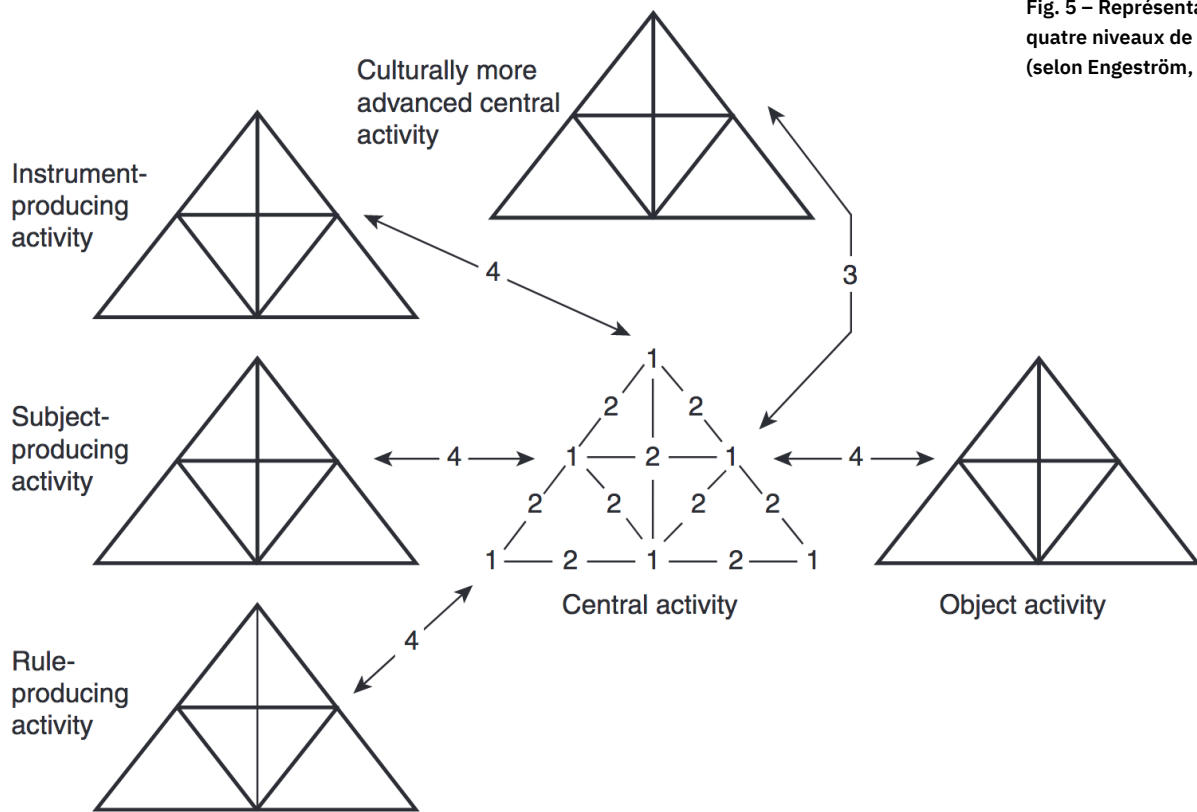 Fig. 5 – Représenta
quatre niveaux de
(selon Engeström,
Culturally more
advanced central
activity
Instrument-
producing
activity
4
3
Subject-
producing
activity
4
1
2 2
1 2 1
2 2 2 2
1 2 1 2 1
4
Central activity
Object activity
4
Rule-
producing
activity